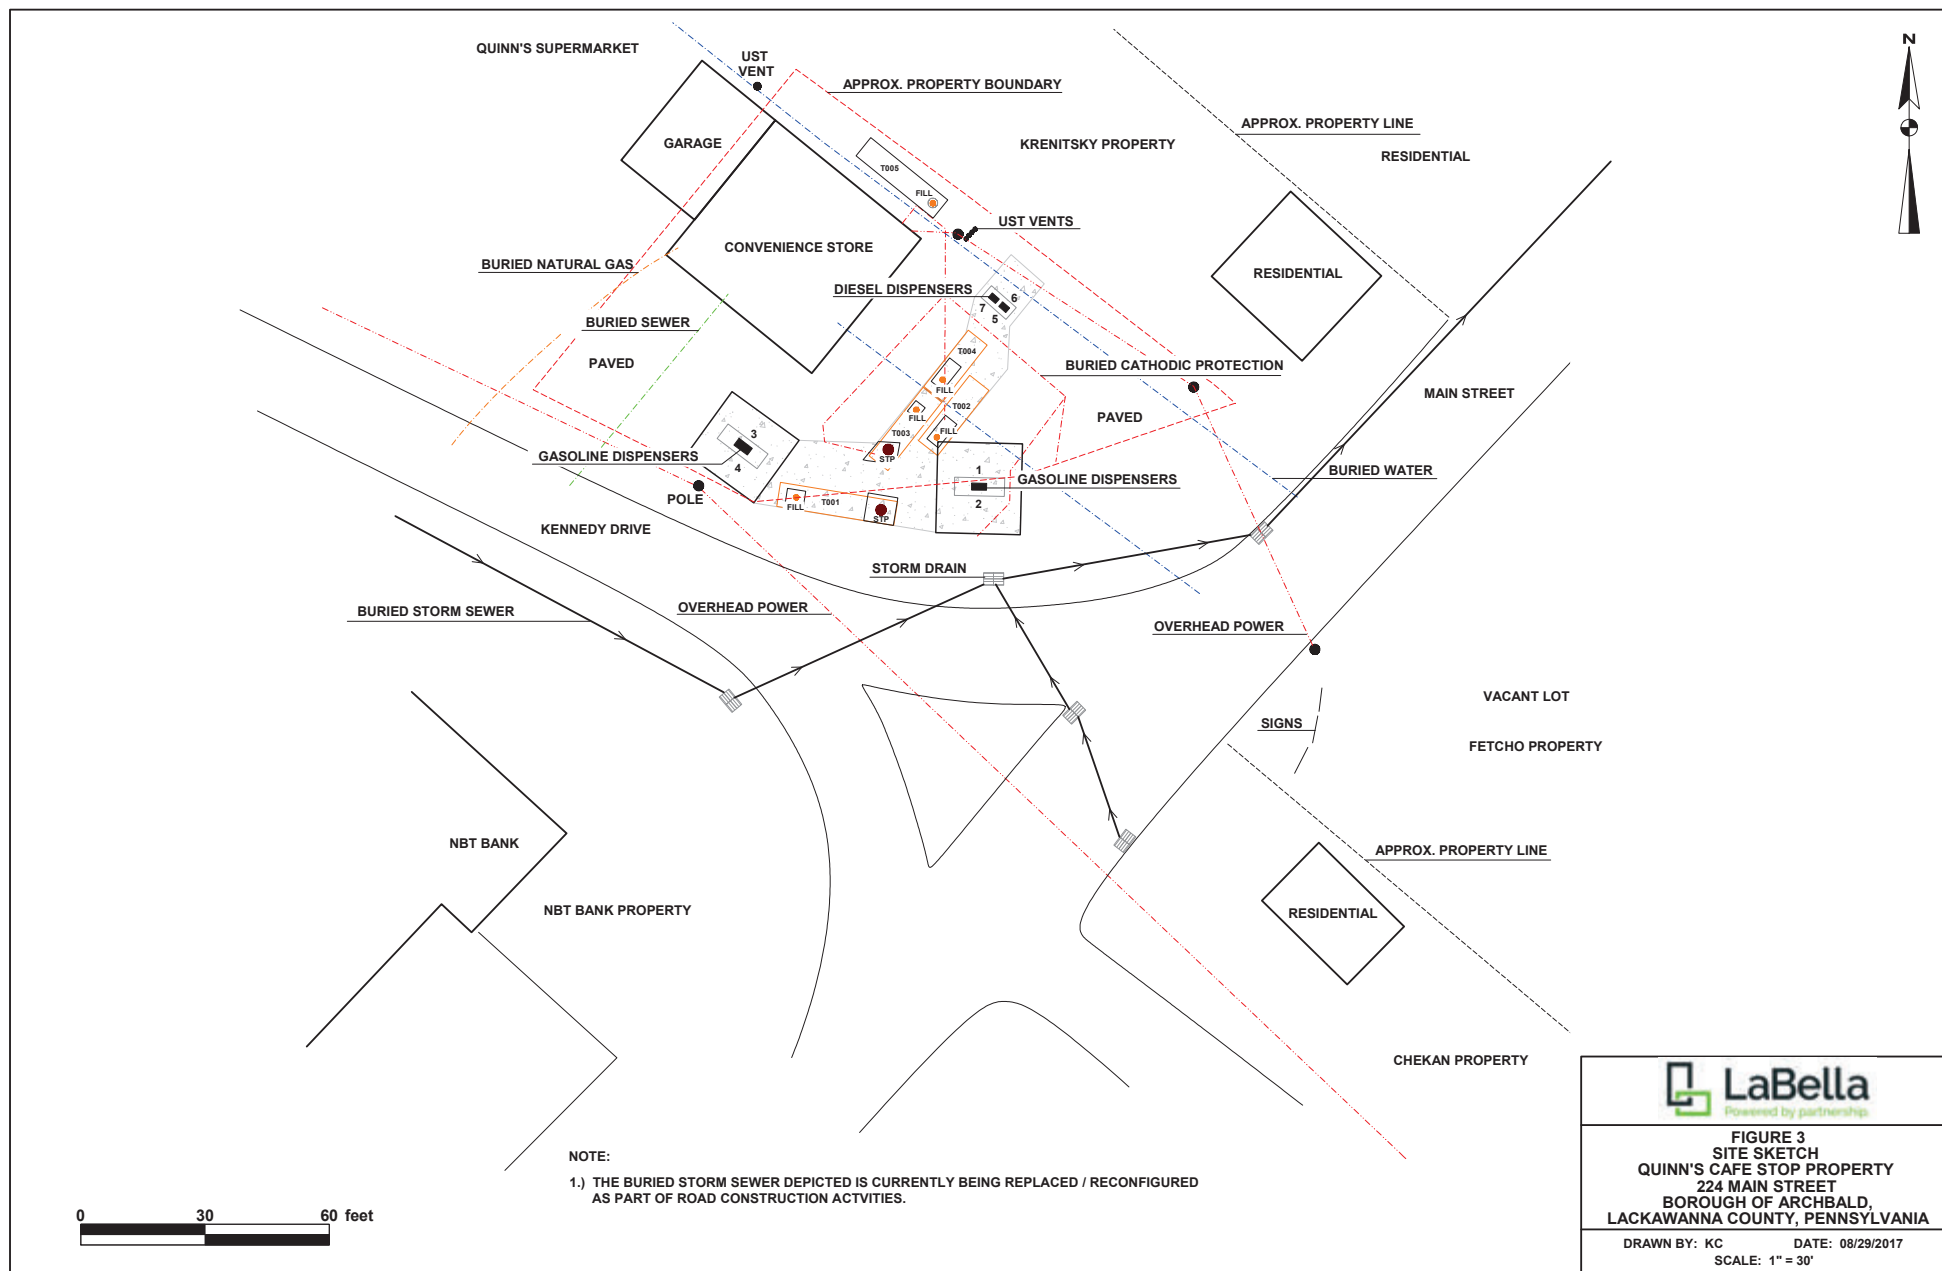 QUINN'S SUPERMARKET
UST
VENT
APPROX. PROPERTY BOUNDARY
N
APPROX. PROPERTY LINE
GARAGE
KRENITSKY PROPERTY
RESIDENTIAL
T005
FILL
UST VENTS
CONVENIENCE STORE
BURIED NATURAL GAS
RESIDENTIAL
DIESEL DISPENSERS
6
7
5
BURIED SEWER
PAVED
T004
FILL
BURIED CATHODIC PROTECTION
MAIN STREET
T002
FILL
PAVED
FILL
T003
3
4
GASOLINE DISPENSERS
STP
1
2
GASOLINE DISPENSERS
BURIED WATER
POLE
T001
FILL
STP
KENNEDY DRIVE
STORM DRAIN
BURIED STORM SEWER
OVERHEAD POWER
OVERHEAD POWER
VACANT LOT
SIGNS
FETCHO PROPERTY
NBT BANK
APPROX. PROPERTY LINE
NBT BANK PROPERTY
RESIDENTIAL
CHEKAN PROPERTY
NOTE:
1.) THE BURIED STORM SEWER DEPICTED IS CURRENTLY BEING REPLACED / RECONFIGURED
AS PART OF ROAD CONSTRUCTION ACTVITIES.
0 30 60 feet
LaBella
Powered by partnership.
FIGURE 3
SITE SKETCH
QUINN'S CAFE STOP PROPERTY
224 MAIN STREET
BOROUGH OF ARCHBALD,
LACKAWANNA COUNTY, PENNSYLVANIA
DRAWN BY: KC DATE: 08/29/2017
SCALE: 1" = 30'